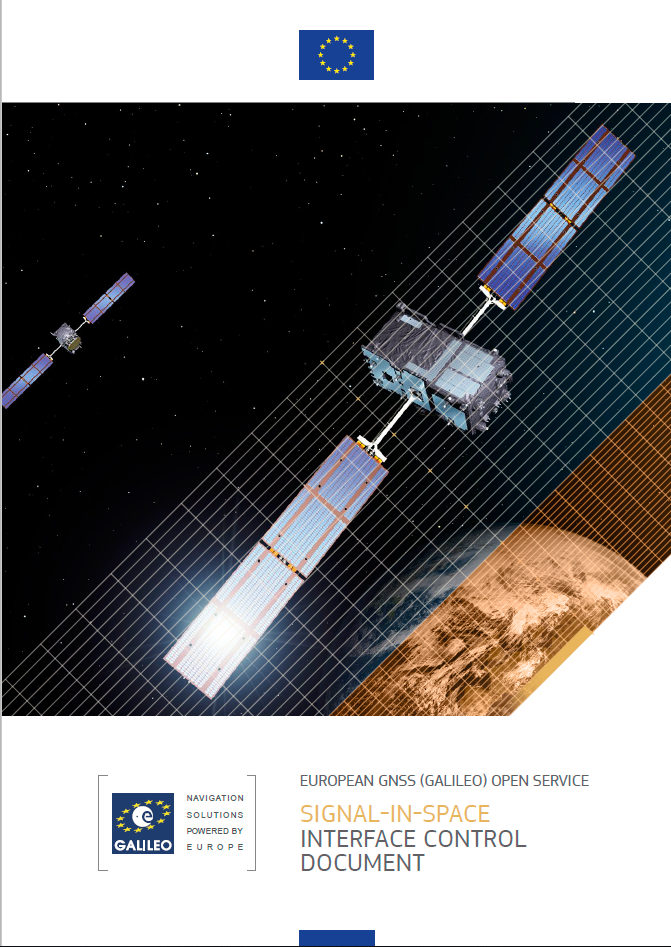 GALILEO
NAVIGATION
SOLUTIONS
POWERED BY
EUROPE
EUROPEAN GNSS (GALILEO) OPEN SERVICE
SIGNAL-IN-SPACE
INTERFACE CONTROL
DOCUMENT